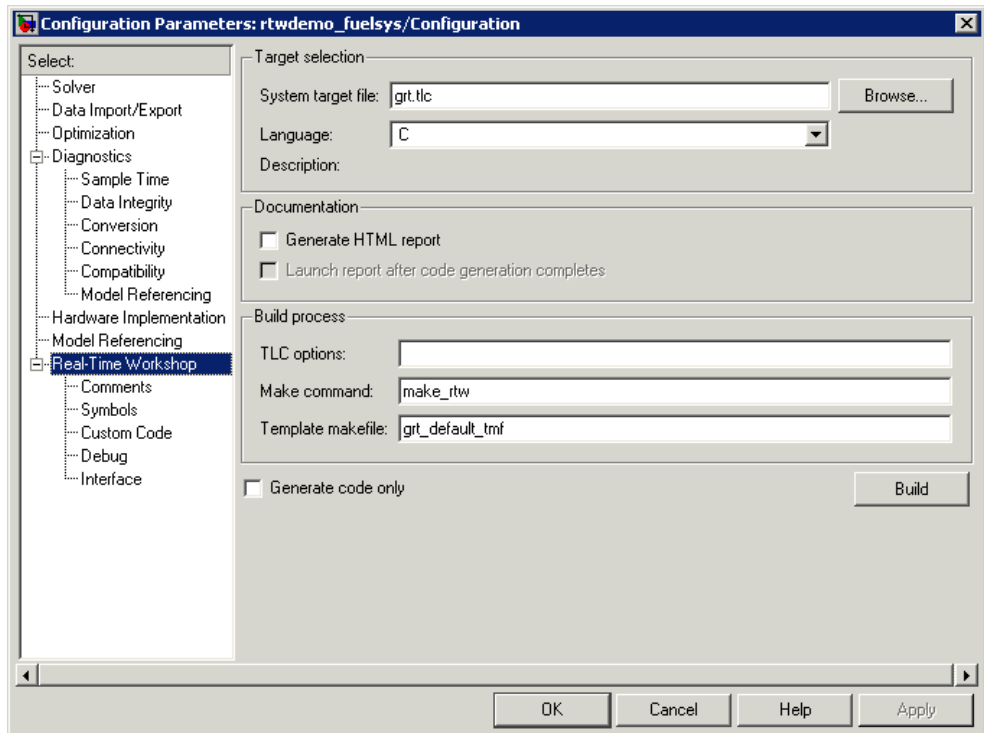 Configuration Parameters: rtwdemo_fuelsys/Configuration
Select:
Solver
Data Import/Export
Optimization
Diagnostics
Sample Time
Data Integrity
Conversion
Connectivity
Compatibility
Model Referencing
Hardware Implementation
Model Referencing
Real-Time Workshop
Comments
Symbols
Custom Code
Debug
Interface
Target selection
System target file: grt.tlc Browse...
Language: C
Description:
Documentation
Generate HTML report
Launch report after code generation completes
Build process
TLC options:
Make command: make_rtw
Template makefile: grt_default_tmf
Generate code only Build
OK Cancel Help Apply